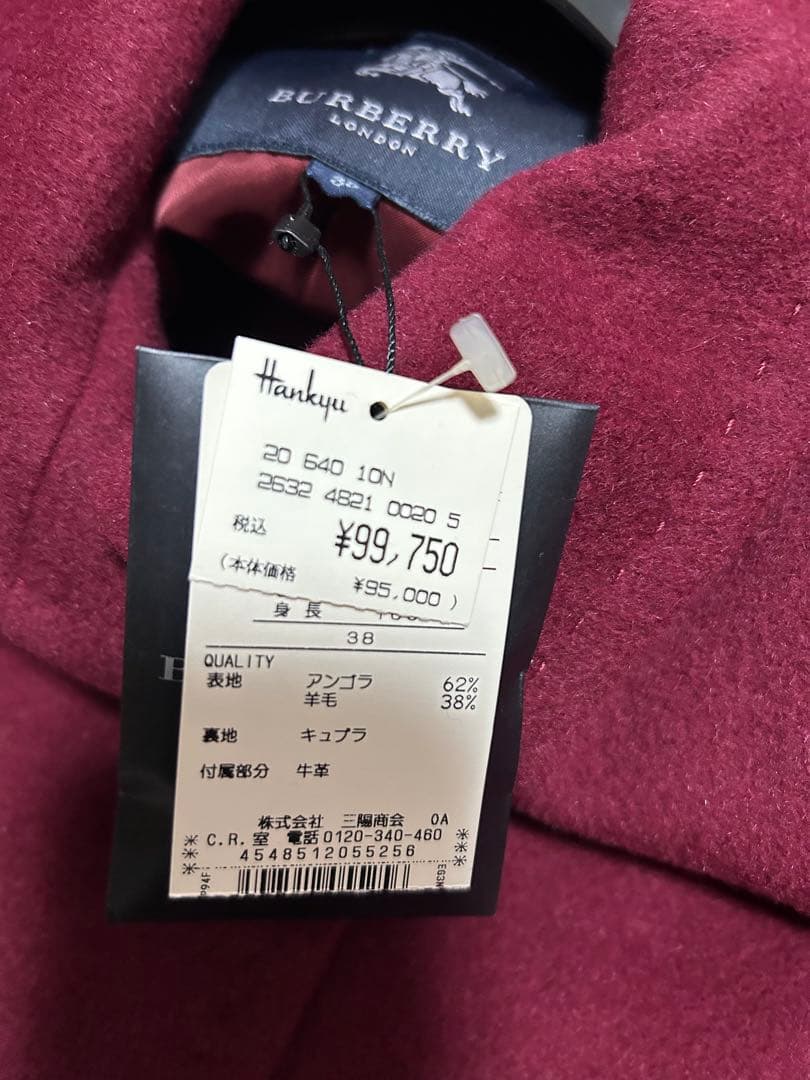 BURBERRY
LONDON
Hankyu
20 640 10N
2632 4821 0020 5
税込 ¥99,750
(本体価格 ¥95,000)
身長
38
QUALITY
表地 アンゴラ 62%
羊毛 38%
裏地 キュプラ
付属部分 牛革
株式会社 三陽商会 0A
C.R.室 電話0120-340-460
4548512055256
P94F